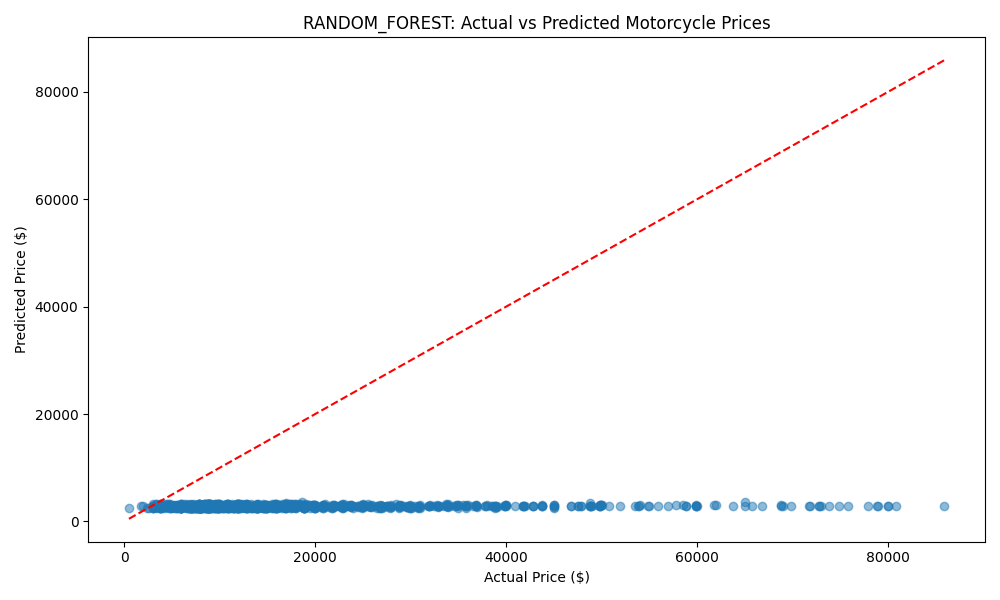 RANDOM_FOREST: Actual vs Predicted Motorcycle Prices
80000
60000
40000
20000
0
Predicted Price ($)
0 20000 40000 60000 80000
Actual Price ($)